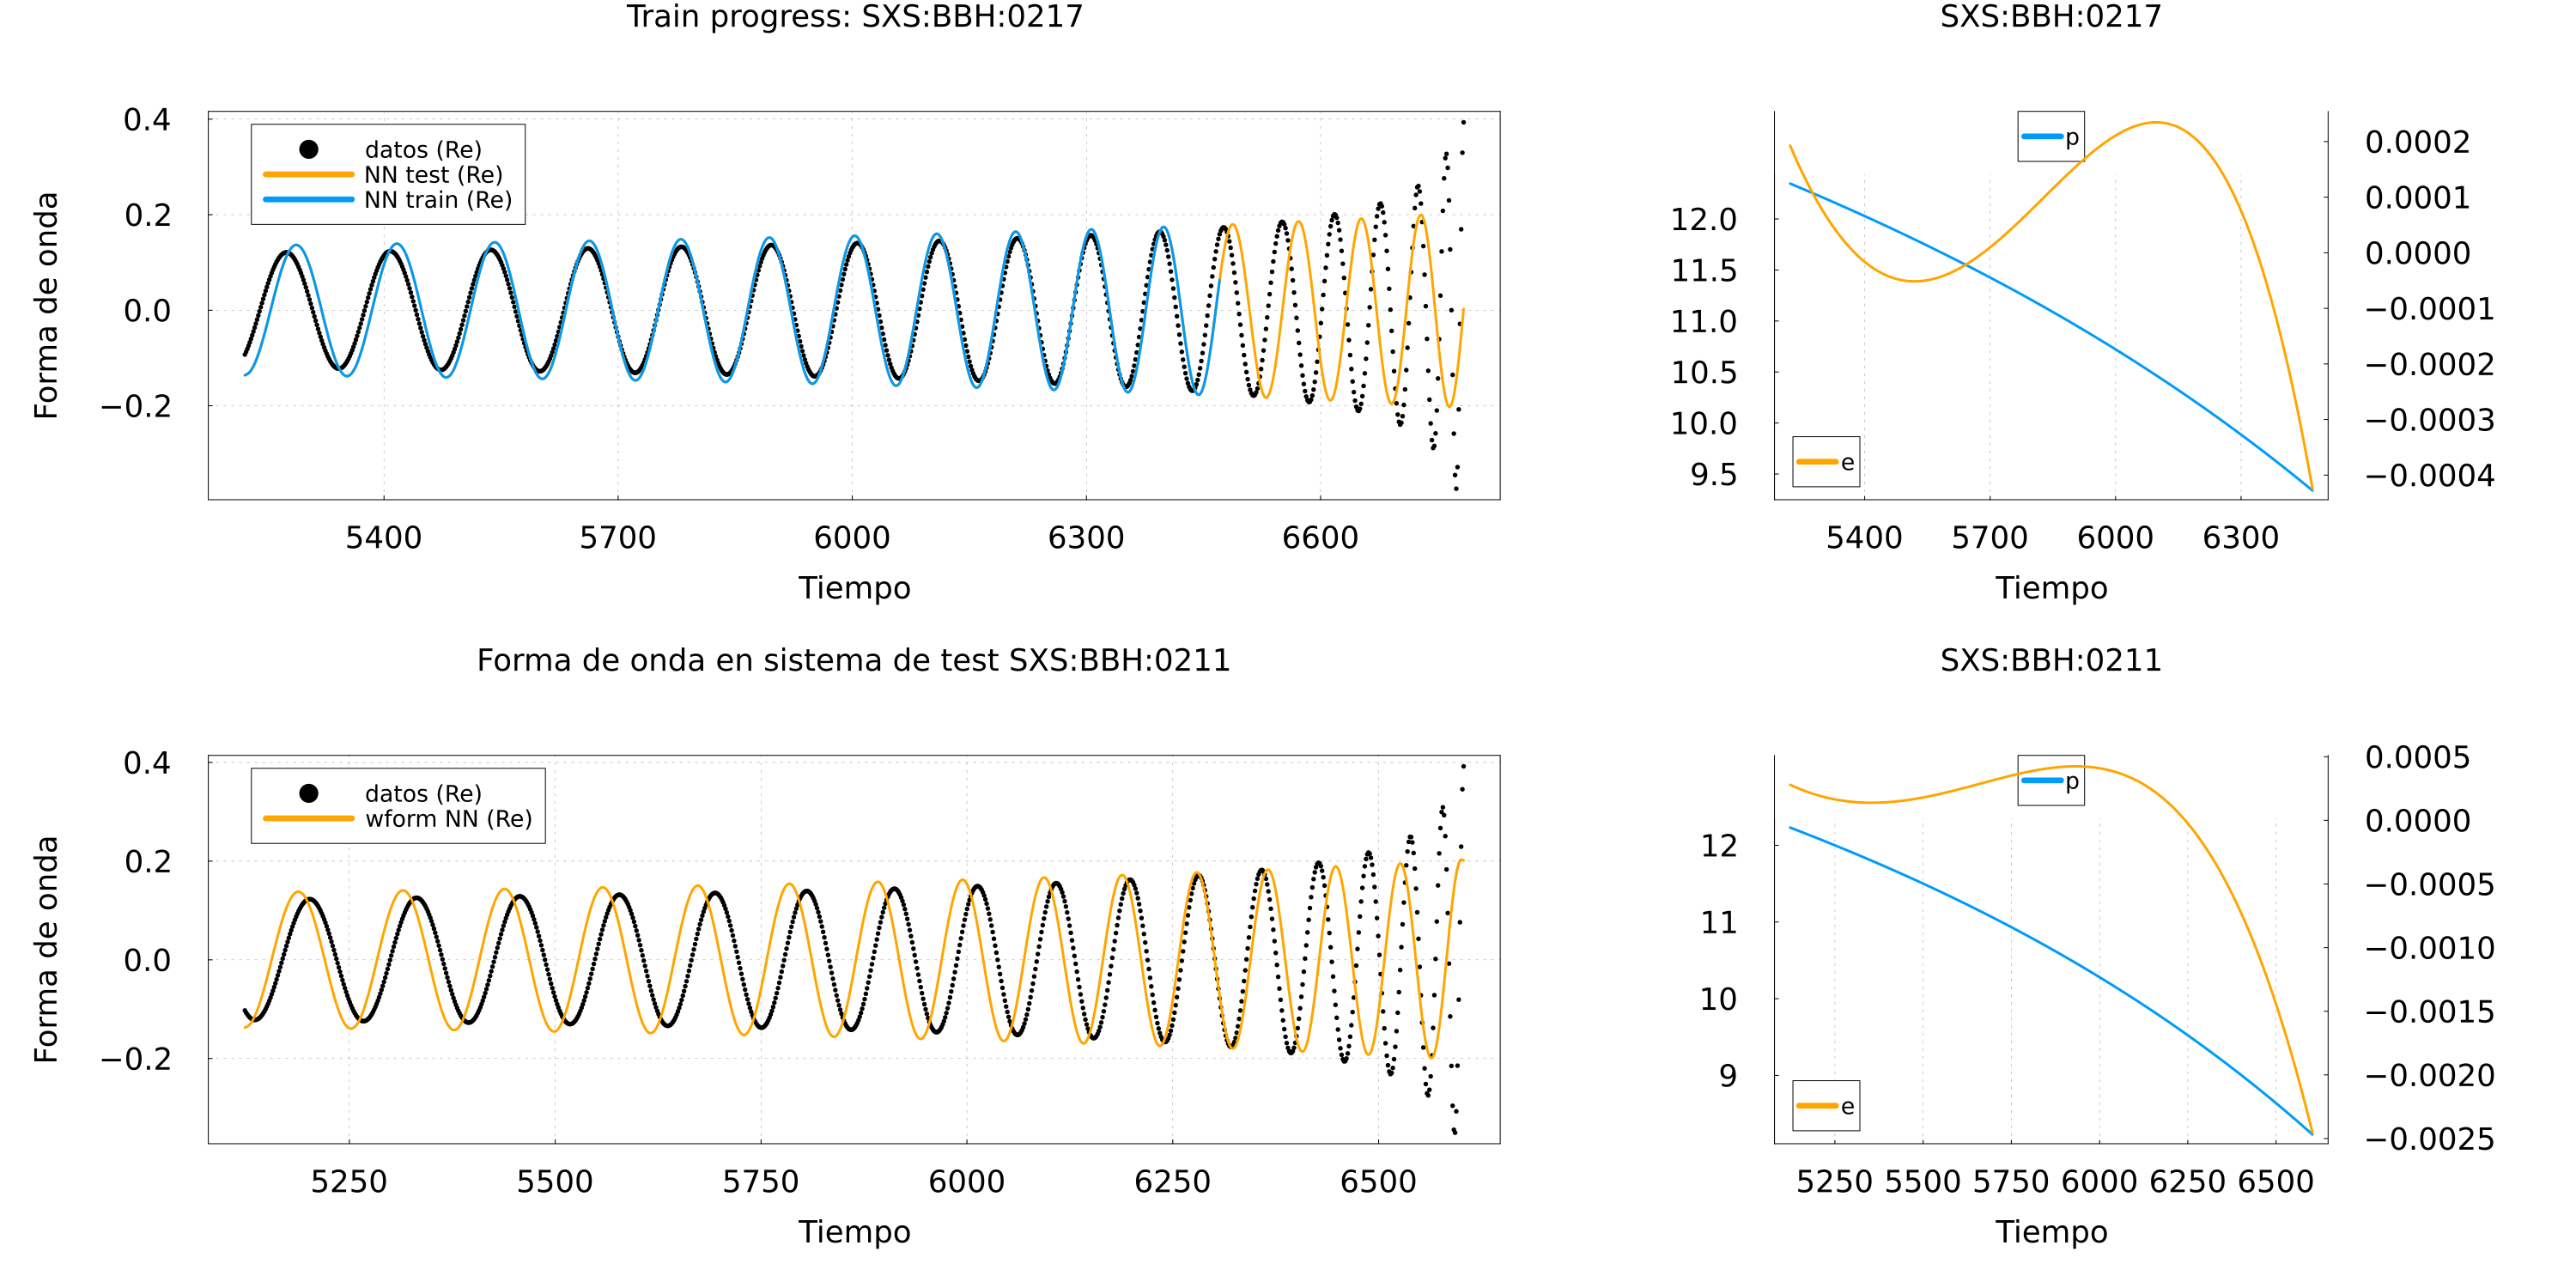 Train progress: SXS:BBH:0217
0.4
0.2
0.0
−0.2
Forma de onda
datos (Re)
NN test (Re)
NN train (Re)
5400 5700 6000 6300 6600
Tiempo
SXS:BBH:0217
12.0
11.5
11.0
10.5
10.0
9.5
p
e
0.0002
0.0001
0.0000
−0.0001
−0.0002
−0.0003
−0.0004
5400 5700 6000 6300
Tiempo
Forma de onda en sistema de test SXS:BBH:0211
0.4
0.2
0.0
−0.2
Forma de onda
datos (Re)
wform NN (Re)
5250 5500 5750 6000 6250 6500
Tiempo
SXS:BBH:0211
12
11
10
9
p
e
0.0005
0.0000
−0.0005
−0.0010
−0.0015
−0.0020
−0.0025
5250 5500 5750 6000 6250 6500
Tiempo